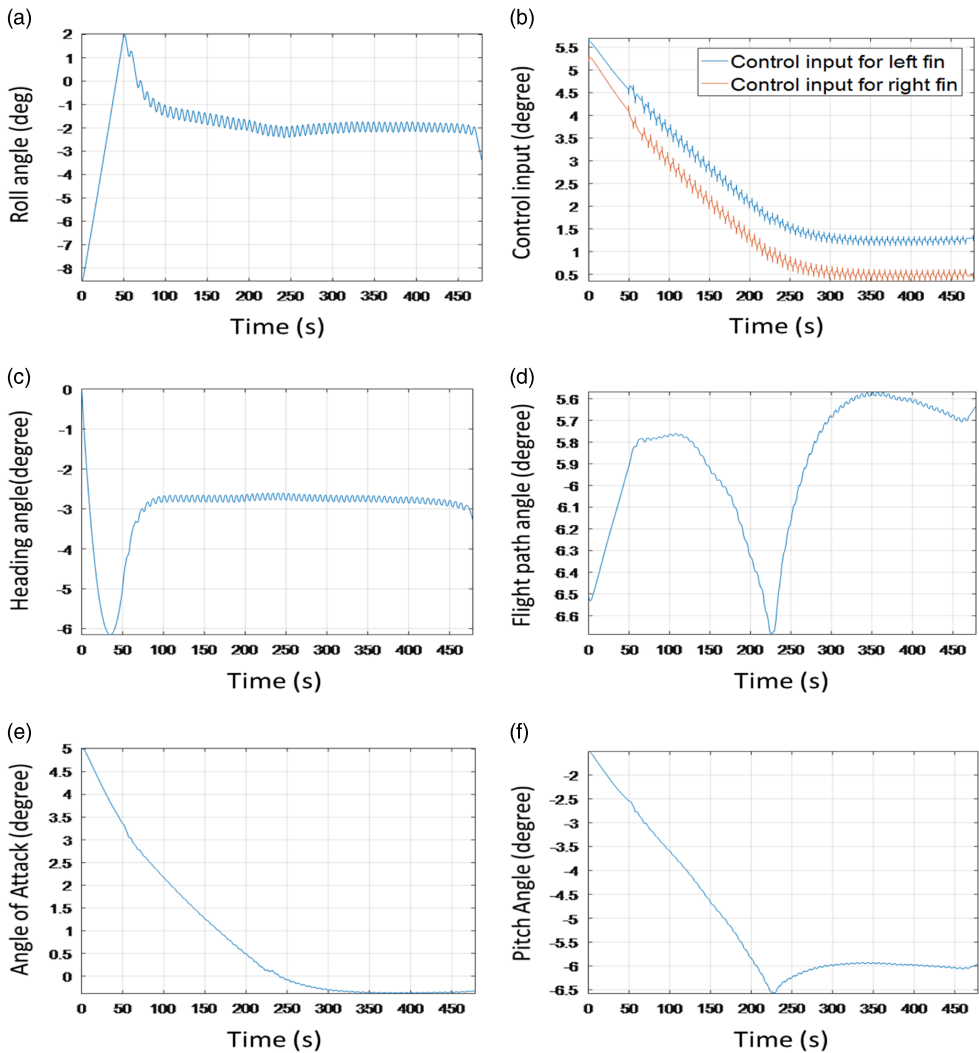 (a)
2
1
0
-1
-2
-3
-4
-5
-6
-7
-8
Roll angle (deg)
0 50 100 150 200 250 300 350 400 450
Time (s)
(b)
5.5
5
4.5
4
3.5
3
2.5
2
1.5
1
0.5
Control input (degree)
Control input for left fin
Control input for right fin
0 50 100 150 200 250 300 350 400 450
Time (s)
(c)
0
-1
-2
-3
-4
-5
-6
Heading angle(degree)
0 50 100 150 200 250 300 350 400 450
Time (s)
(d)
5.6
5.7
5.8
5.9
-6
6.1
6.2
6.3
6.4
6.5
6.6
Flight path angle (degree)
0 50 100 150 200 250 300 350 400 450
Time (s)
(e)
5
4.5
4
3.5
3
2.5
2
1.5
1
0.5
0
Angle of Attack (degree)
0 50 100 150 200 250 300 350 400 450
Time (s)
(f)
-2
-2.5
-3
-3.5
-4
-4.5
-5
-5.5
-6
-6.5
Pitch Angle (degree)
0 50 100 150 200 250 300 350 400 450
Time (s)